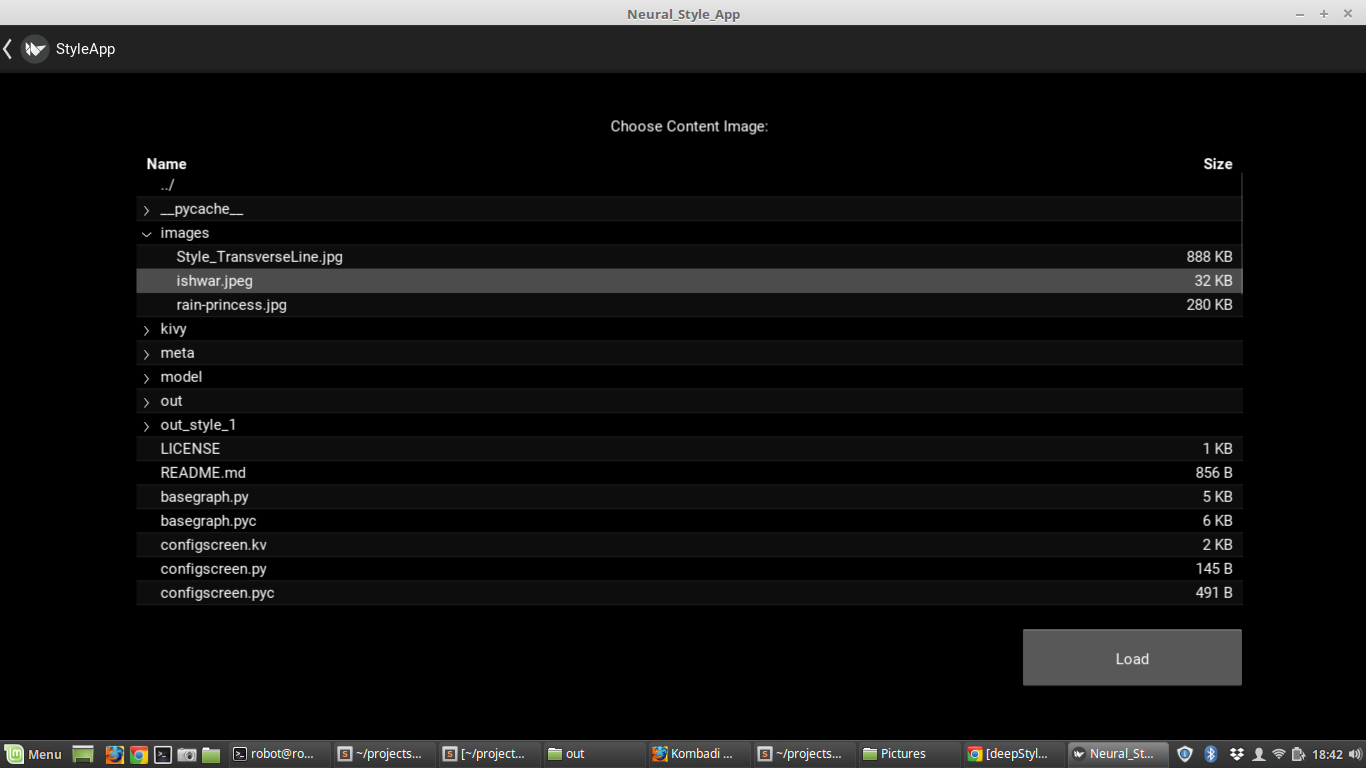 Neural_Style_App
StyleApp
Choose Content Image:
Name Size
../
__pycache__
images
Style_TransverseLine.jpg 888 KB
ishwar.jpeg 32 KB
rain-princess.jpg 280 KB
kivy
meta
model
out
out_style_1
LICENSE 1 KB
README.md 856 B
basegraph.py 5 KB
basegraph.pyc 6 KB
configscreen.kv 2 KB
configscreen.py 145 B
configscreen.pyc 491 B
Load
Menu robot@ro... ~/projects... [~/project... out Kombadi ... ~/projects... Pictures [deepStyl... Neural_St... 18:42